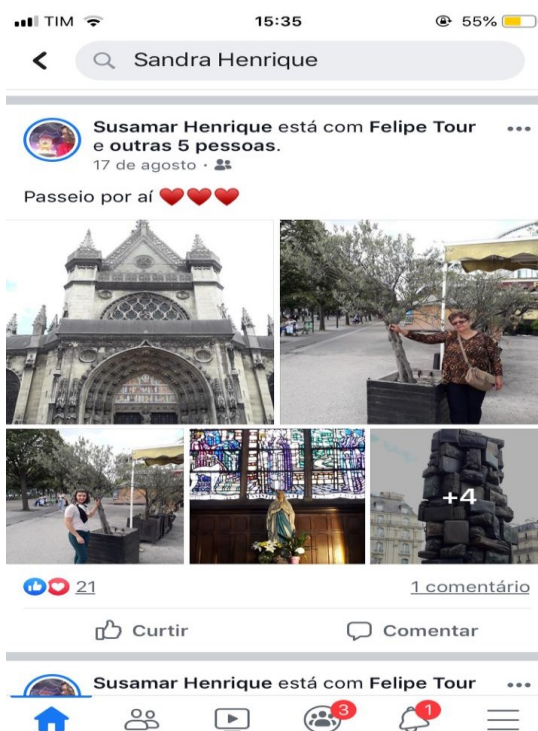 TIM 15:35 55%
Sandra Henrique
Susamar Henrique está com Felipe Tour
e outras 5 pessoas.
17 de agosto ·
Passeio por aí ❤️❤️❤️
+4
21 1 comentário
Curtir Comentar
Susamar Henrique está com Felipe Tour
3 1